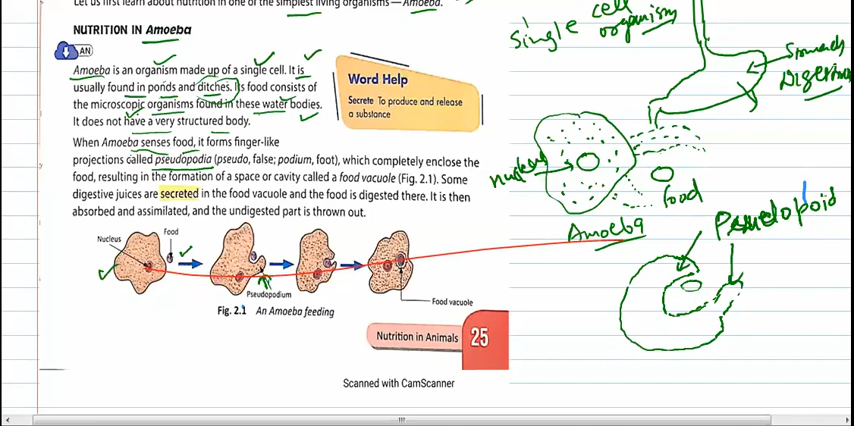 Let us first learn about nutrition in one of the simplest living organisms—Amoeba.
NUTRITION IN Amoeba
AN
Amoeba is an organism made up of a single cell. It is
usually found in ponds and ditches. Its food consists of
the microscopic organisms found in these water bodies.
It does not have a very structured body.
When Amoeba senses food, it forms finger-like
projections called pseudopodia (pseudo, false; podium, foot), which completely enclose the
food, resulting in the formation of a space or cavity called a food vacuole (Fig. 2.1). Some
digestive juices are secreted in the food vacuole and the food is digested there. It is then
absorbed and assimilated, and the undigested part is thrown out.
Word Help
Secrete To produce and release
a substance
Nucleus
Food
Pseudopodium
Food vacuole
Fig. 2.1 An Amoeba feeding
Nutrition in Animals 25
Scanned with CamScanner
Single cell
organism
Stomach
Nucleus
food
Amoeba